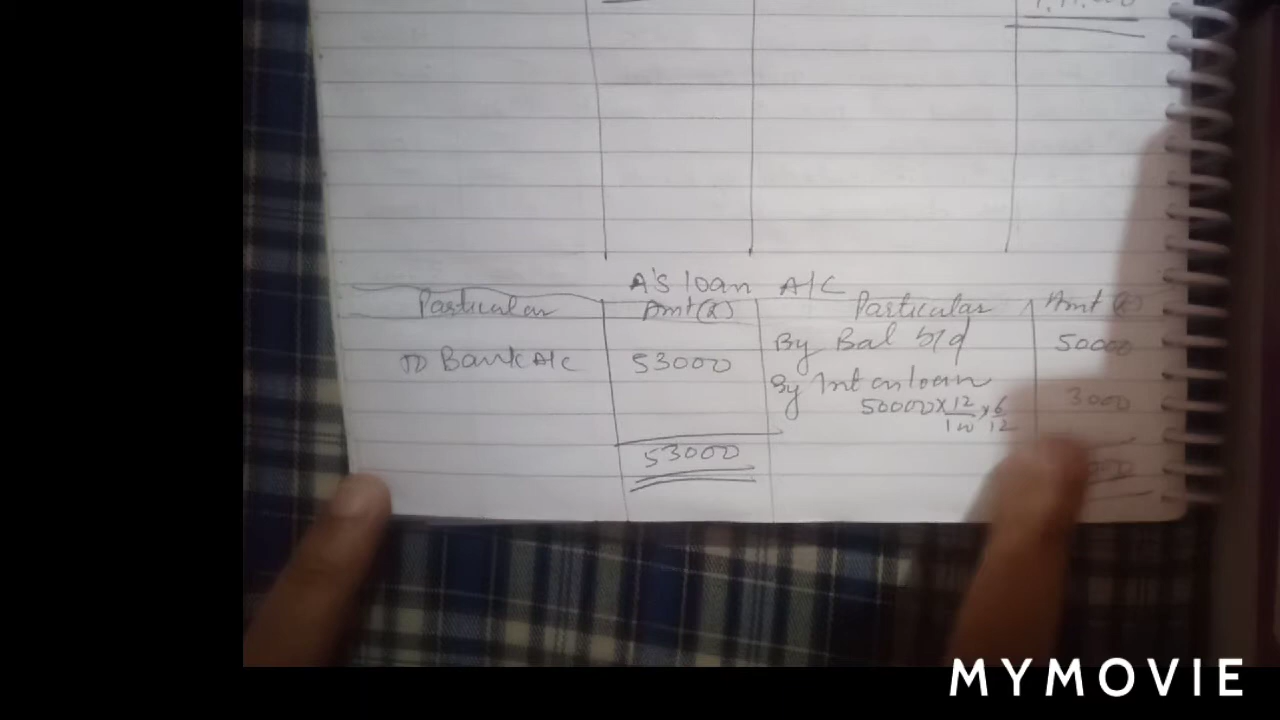 A's loan A/C
Particular Amt(₹) Particular Amt (₹)
By Bal b/d 50000
To Bank A/c 53000
By Int on loan 3000
50000 × 12/100 × 6/12
53000
MYMOVIE